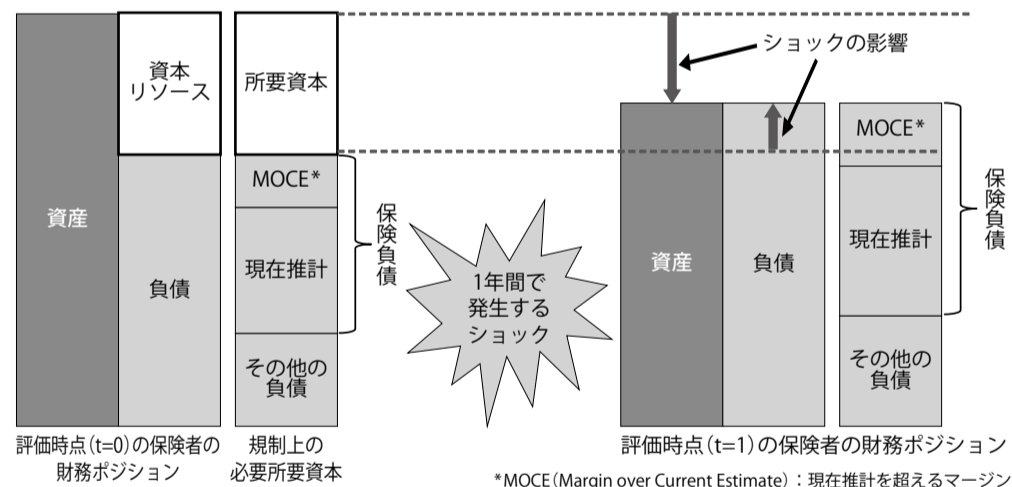 資産
資本
リソース
負債
所要資本
MOCE*
現在推計
その他の
負債
保険負債
評価時点(t=0)の保険者の
財務ポジション
規制上の
必要所要資本
1年間で
発生する
ショック
ショックの影響
資産
負債
MOCE*
現在推計
その他の
負債
保険負債
評価時点(t=1)の保険者の財務ポジション
*MOCE(Margin over Current Estimate):現在推計を超えるマージン